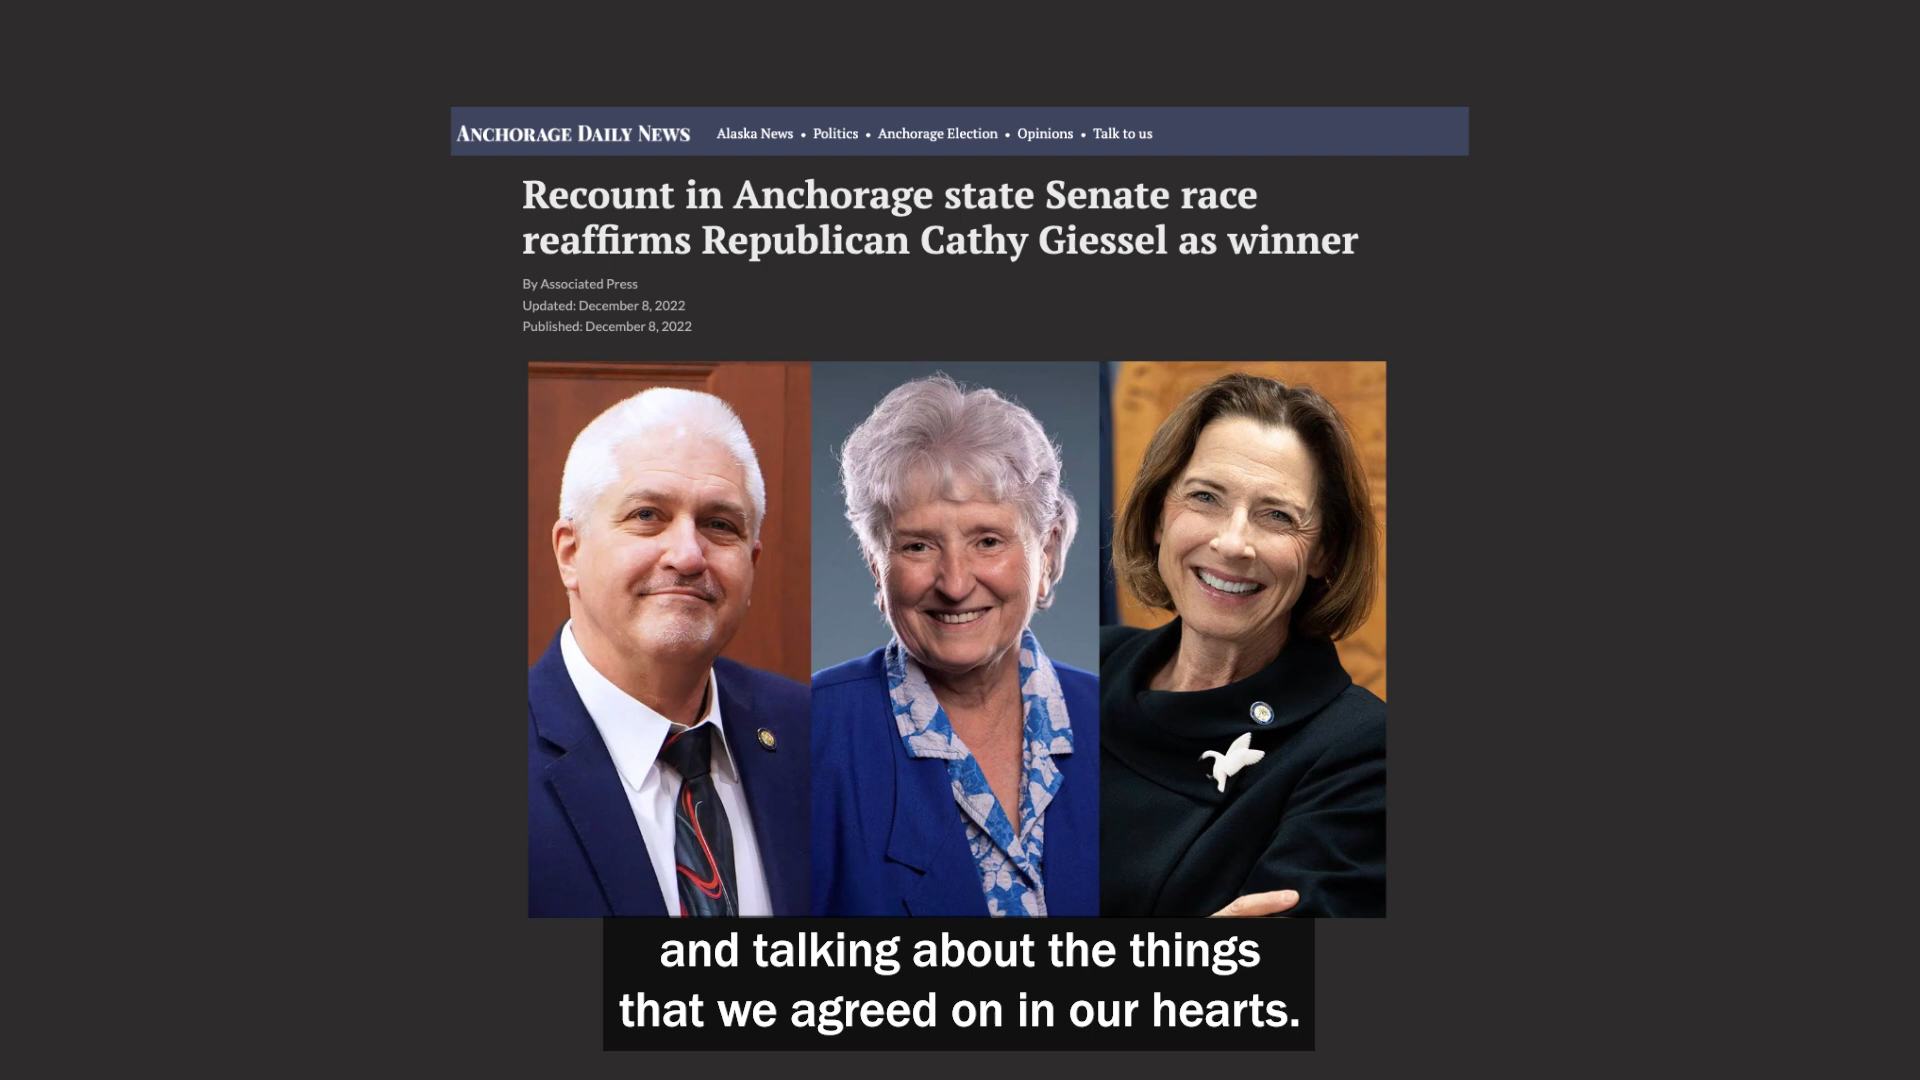 ANCHORAGE DAILY NEWS Alaska News • Politics • Anchorage Election • Opinions • Talk to us
Recount in Anchorage state Senate race
reaffirms Republican Cathy Giessel as winner
By Associated Press
Updated: December 8, 2022
Published: December 8, 2022
and talking about the things
that we agreed on in our hearts.